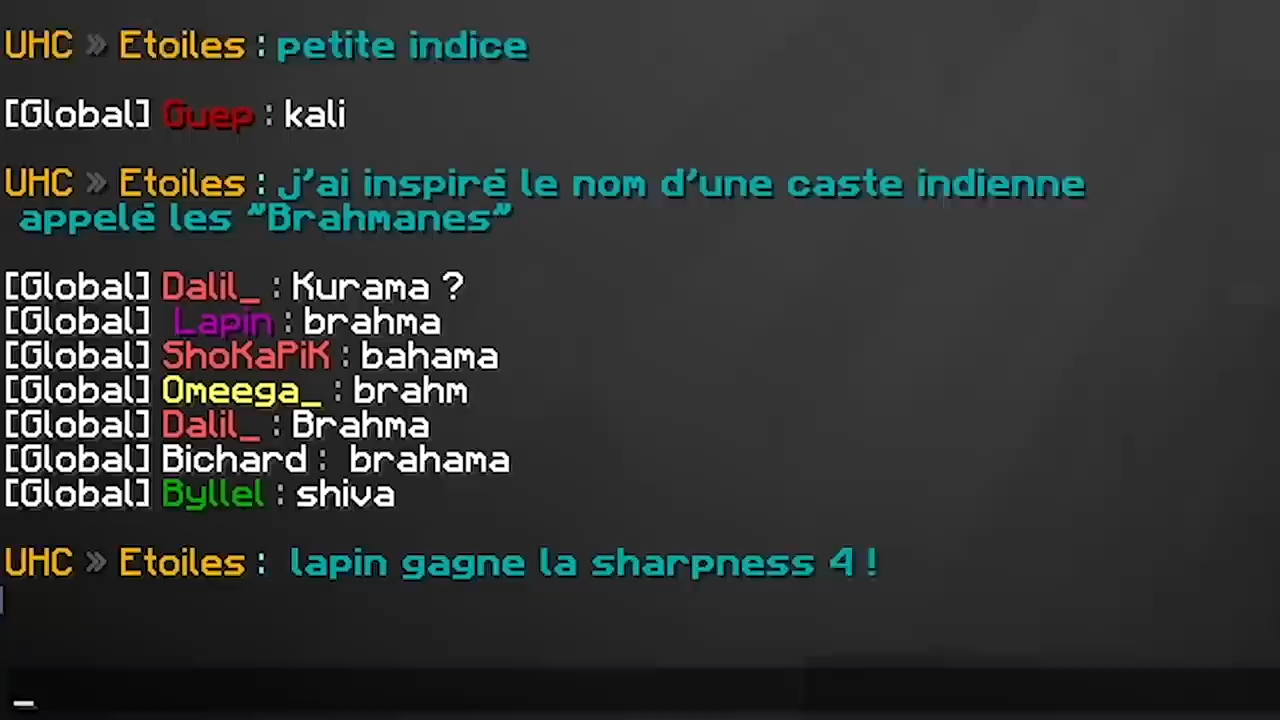 UHC » Etoiles : petite indice
[Global] Guep : kali
UHC » Etoiles : j'ai inspiré le nom d'une caste indienne
appelé les "Brahmanes"
[Global] Dalil_ : Kurama ?
[Global] Lapin : brahma
[Global] ShoKaPiK : bahama
[Global] Omeega_ : brahm
[Global] Dalil_ : Brahma
[Global] Bichard : brahama
[Global] Byllel : shiva
UHC » Etoiles : lapin gagne la sharpness 4 !
_